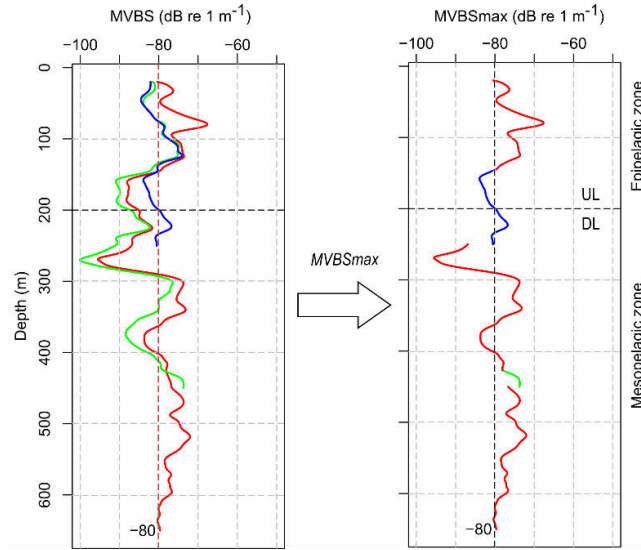 MVBS (dB re 1 m⁻¹)
−100 −80 −60
0
100
200
300
400
500
600
Depth (m)
−80
MVBSmax
MVBSmax (dB re 1 m⁻¹)
−100 −80 −60
UL
DL
−80
Epipelagic zone
Mesopelagic zone